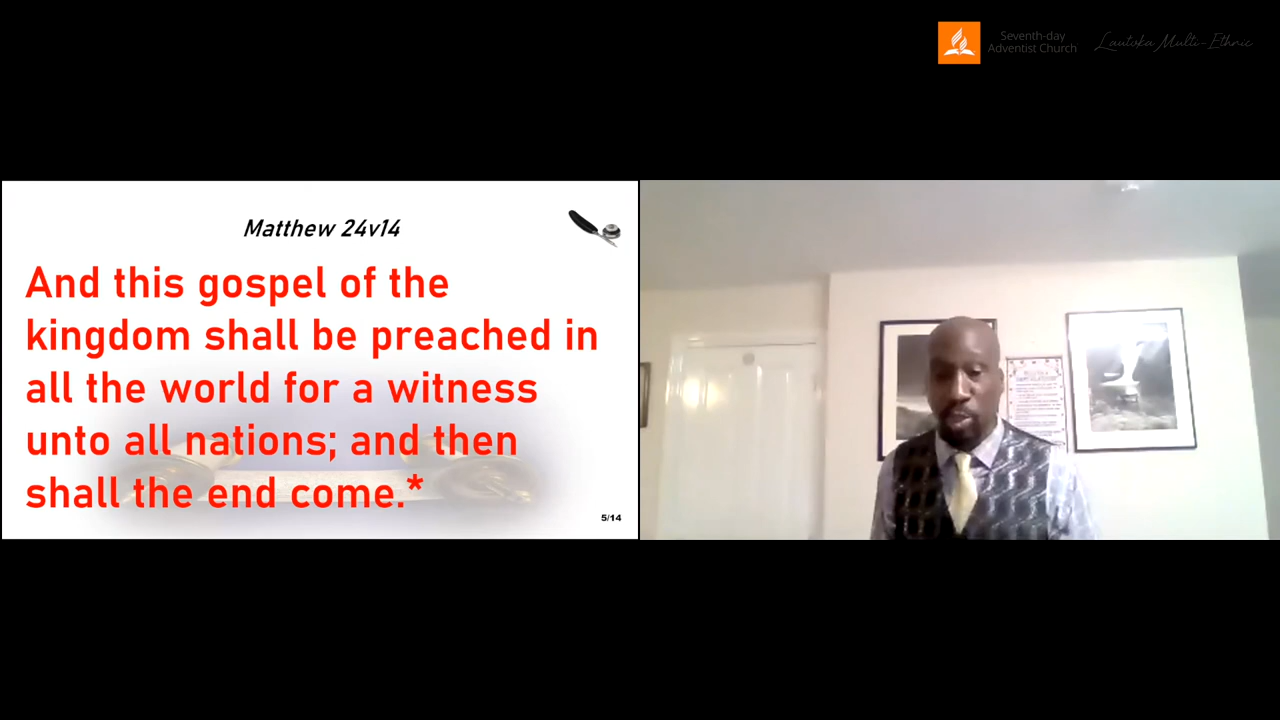 Seventh-day
Adventist Church
Lautoka Multi-Ethnic
Matthew 24v14
And this gospel of the
kingdom shall be preached in
all the world for a witness
unto all nations; and then
shall the end come.*
5/14